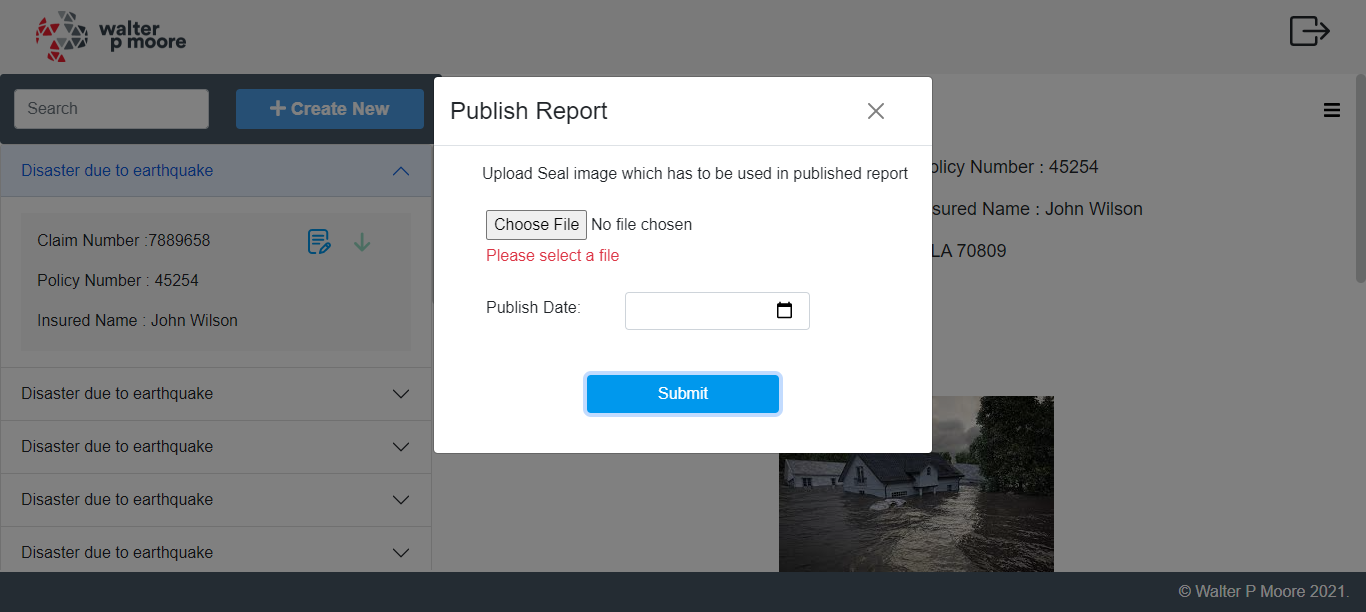 walter
p moore
Search
+ Create New
Disaster due to earthquake
Claim Number :7889658
Policy Number : 45254
Insured Name : John Wilson
Disaster due to earthquake
Disaster due to earthquake
Disaster due to earthquake
Disaster due to earthquake
Publish Report
Upload Seal image which has to be used in published report
Choose File No file chosen
Please select a file
Publish Date:
Submit
olicy Number : 45254
sured Name : John Wilson
LA 70809
© Walter P Moore 2021.